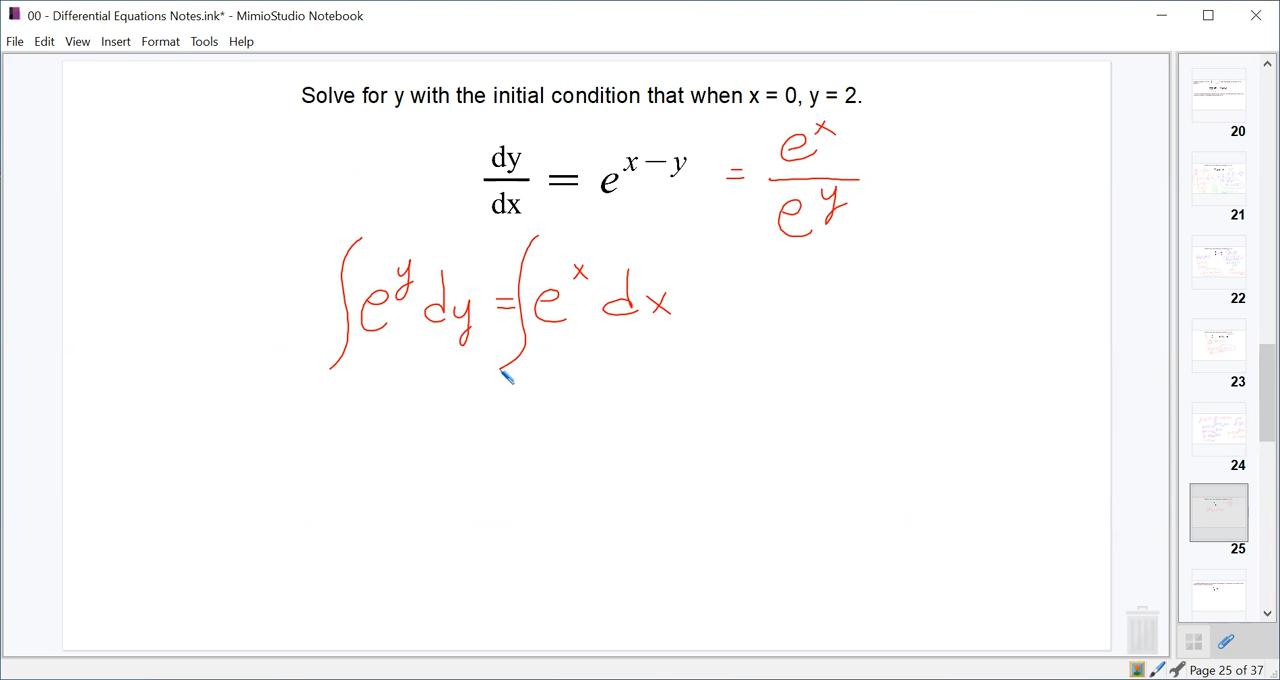 00 - Differential Equations Notes.ink* - MimioStudio Notebook
File Edit View Insert Format Tools Help
Solve for y with the initial condition that when x = 0, y = 2.
dy/dx = e^(x−y) = e^x/e^y
∫e^y dy = ∫e^x dx
20
21
22
23
24
25
Page 25 of 37